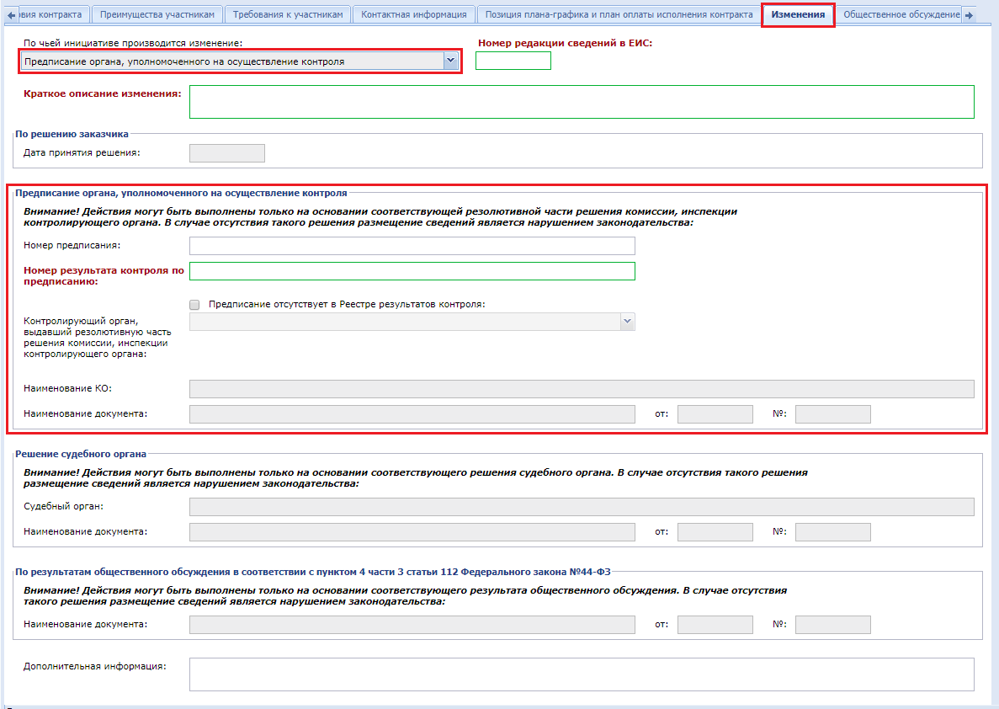 овия контракта Преимущества участникам Требования к участникам Контактная информация Позиция плана-графика и план оплаты исполнения контракта Изменения Общественное обсуждение
По чьей инициативе производится изменение: Номер редакции сведений в ЕИС:
Предписание органа, уполномоченного на осуществление контроля
Краткое описание изменения:
По решению заказчика
Дата принятия решения:
Предписание органа, уполномоченного на осуществление контроля
Внимание! Действия могут быть выполнены только на основании соответствующей резолютивной части решения комиссии, инспекции
контролирующего органа. В случае отсутствия такого решения размещение сведений является нарушением законодательства:
Номер предписания:
Номер результата контроля по
предписанию:
Предписание отсутствует в Реестре результатов контроля:
Контролирующий орган,
выдавший резолютивную часть
решения комиссии, инспекции
контролирующего органа:
Наименование КО:
Наименование документа: от: №:
Решение судебного органа
Внимание! Действия могут быть выполнены только на основании соответствующего решения судебного органа. В случае отсутствия такого решения
размещение сведений является нарушением законодательства:
Судебный орган:
Наименование документа: от: №:
По результатам общественного обсуждения в соответствии с пунктом 4 части 3 статьи 112 Федерального закона №44-ФЗ
Внимание! Действия могут быть выполнены только на основании соответствующего результата общественного обсуждения. В случае отсутствия
такого решения размещение сведений является нарушением законодательства:
Наименование документа: от: №:
Дополнительная информация: